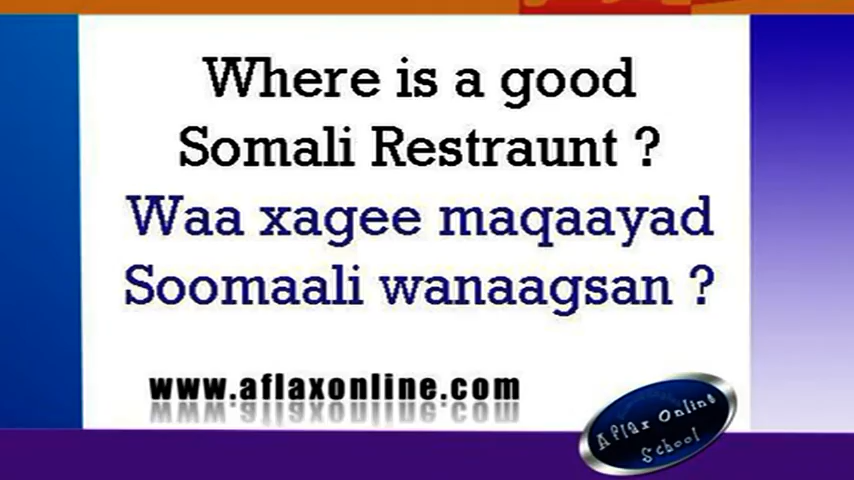 Where is a good
Somali Restraunt ?
Waa xagee maqaayad
Soomaali wanaagsan ?
www.aflaxonline.com
Aflax Online
School